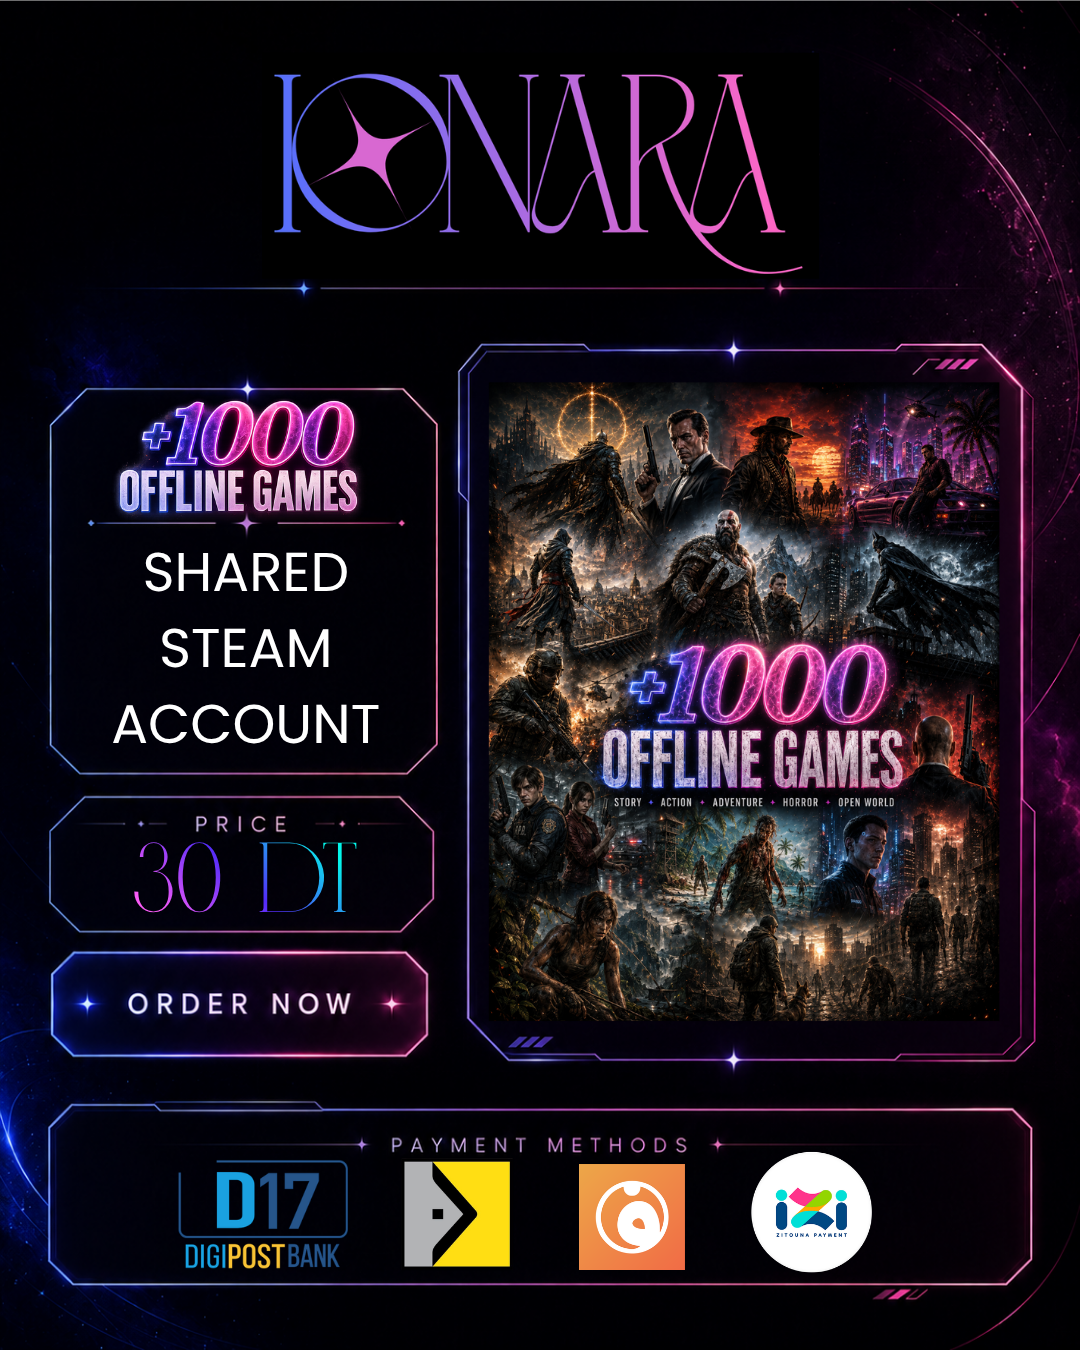 IONARA
+1000
OFFLINE GAMES
SHARED
STEAM
ACCOUNT
PRICE
30 DT
ORDER NOW
+1000
OFFLINE GAMES
STORY ACTION ADVENTURE HORROR OPEN WORLD
PAYMENT METHODS
D17
DIGIPOSTBANK
izi
ZITOUNA PAYMENT